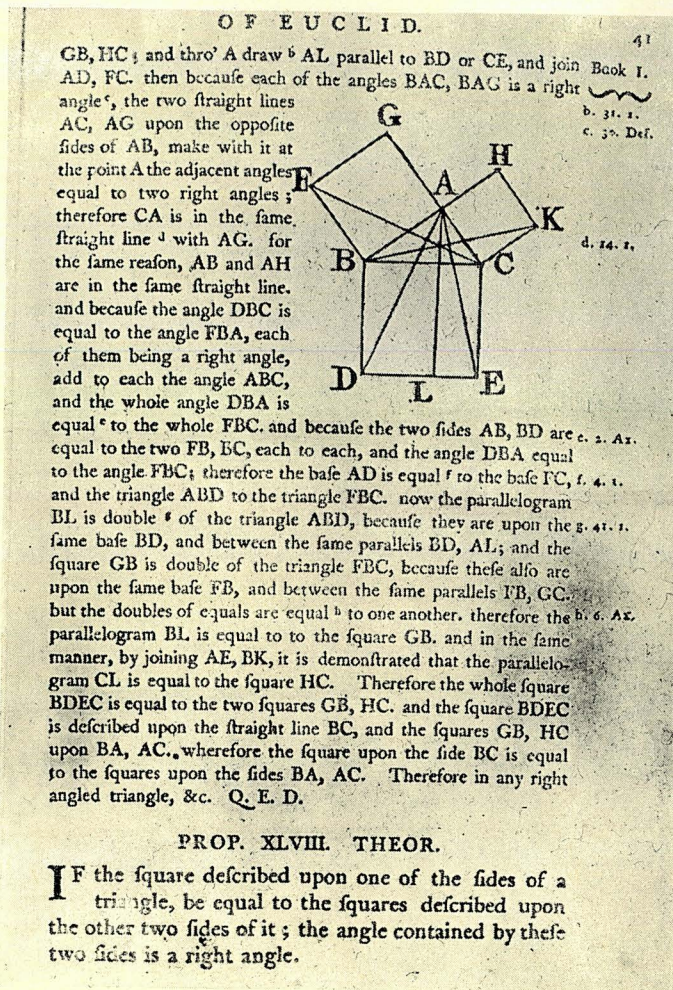 OF EUCLID.
41
GB, HC; and thro' A draw b AL parallel to BD or CE, and join
Book I.
AD, FC. then becauſe each of the angles BAC, BAG is a right
angle c, the two ſtraight lines
b. 31. 1.
AC, AG upon the oppoſite
c. 30. Def.
ſides of AB, make with it at
the point A the adjacent angles
equal to two right angles;
therefore CA is in the ſame
ſtraight line d with AG. for
d. 14. 1.
the ſame reaſon, AB and AH
are in the ſame ſtraight line.
and becauſe the angle DBC is
equal to the angle FBA, each
of them being a right angle,
add to each the angle ABC,
and the whole angle DBA is
G
H
A
F
K
B
C
D
L
E
equal e to the whole FBC. and becauſe the two ſides AB, BD are
e. 2. Ax.
equal to the two FB, BC, each to each, and the angle DBA equal
to the angle FBC; therefore the baſe AD is equal f to the baſe FC,
f. 4. 1.
and the triangle ABD to the triangle FBC. now the parallelogram
BL is double g of the triangle ABD, becauſe they are upon the
g. 41. 1.
ſame baſe BD, and between the ſame parallels BD, AL; and the
ſquare GB is double of the triangle FBC, becauſe theſe alſo are
upon the ſame baſe FB, and between the ſame parallels FB, GC.
but the doubles of equals are equal h to one another. therefore the
h. 6. Ax.
parallelogram BL is equal to to the ſquare GB. and in the ſame
manner, by joining AE, BK, it is demonſtrated that the parallelo-
gram CL is equal to the ſquare HC. Therefore the whole ſquare
BDEC is equal to the two ſquares GB, HC. and the ſquare BDEC
is deſcribed upon the ſtraight line BC, and the ſquares GB, HC
upon BA, AC. wherefore the ſquare upon the ſide BC is equal
to the ſquares upon the ſides BA, AC. Therefore in any right
angled triangle, &c. Q. E. D.
PROP. XLVIII. THEOR.
IF the ſquare deſcribed upon one of the ſides of a
triangle, be equal to the ſquares deſcribed upon
the other two ſides of it; the angle contained by theſe
two ſides is a right angle.